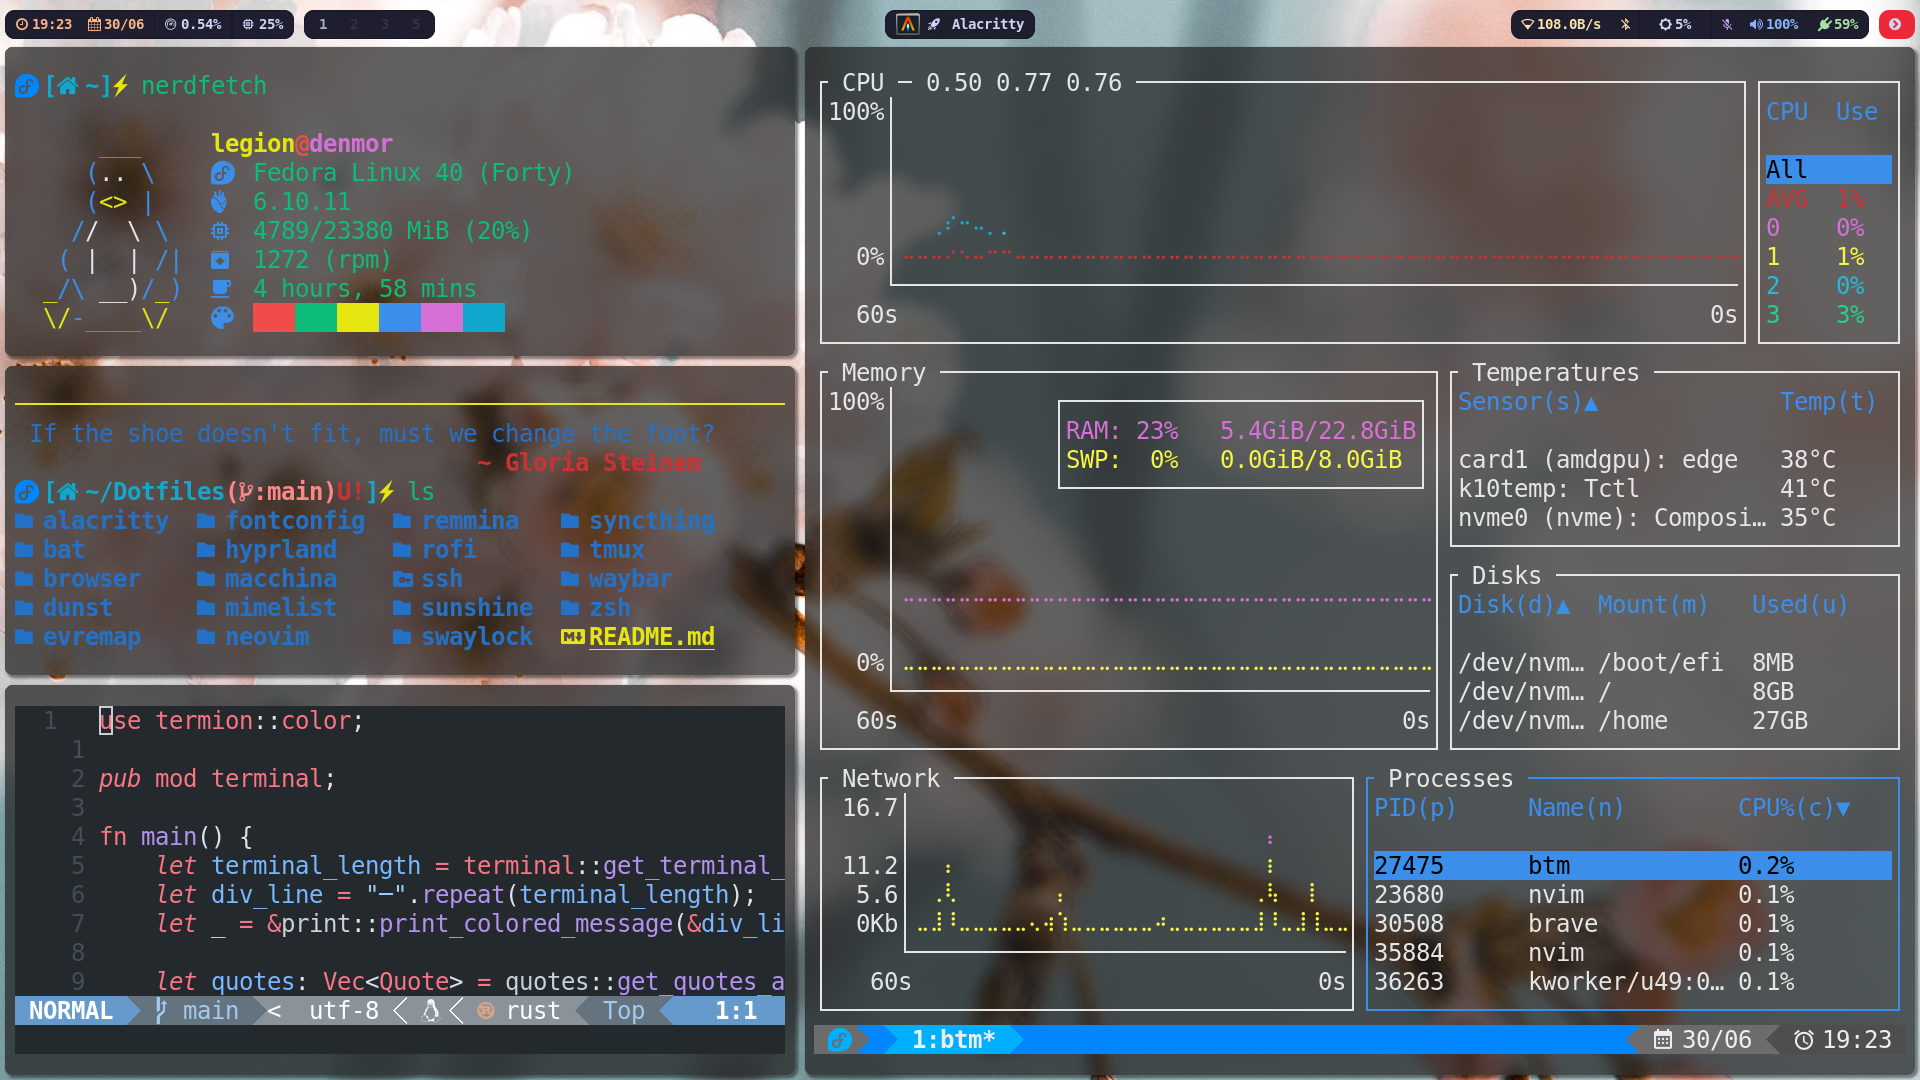 19:23 30/06 0.54% 25% 1 2 3 5
Alacritty
108.0B/s 5% 100% 59%
[ ~]⚡ nerdfetch
legion@denmor
Fedora Linux 40 (Forty)
6.10.11
4789/23380 MiB (20%)
1272 (rpm)
4 hours, 58 mins
If the shoe doesn't fit, must we change the foot?
~ Gloria Steinem
[ ~/Dotfiles(:main)U!]⚡ ls
alacritty fontconfig remmina syncthing
bat hyprland rofi tmux
browser macchina ssh waybar
dunst mimelist sunshine zsh
evremap neovim swaylock README.md
1 use termion::color;
1
2 pub mod terminal;
3
4 fn main() {
5 let terminal_length = terminal::get_terminal_
6 let div_line = "─".repeat(terminal_length);
7 let _ = &print::print_colored_message(&div_li
8
9 let quotes: Vec<Quote> = quotes::get_quotes_a
NORMAL main < utf-8 < < rust Top 1:1
CPU ─ 0.50 0.77 0.76
100%
0%
60s 0s
CPU Use
All
AVG 1%
0 0%
1 1%
2 0%
3 3%
Memory
100%
RAM: 23% 5.4GiB/22.8GiB
SWP: 0% 0.0GiB/8.0GiB
0%
60s 0s
Temperatures
Sensor(s)▲ Temp(t)
card1 (amdgpu): edge 38°C
k10temp: Tctl 41°C
nvme0 (nvme): Composi… 35°C
Disks
Disk(d)▲ Mount(m) Used(u)
/dev/nvm… /boot/efi 8MB
/dev/nvm… / 8GB
/dev/nvm… /home 27GB
Network
16.7
11.2
5.6
0Kb
60s 0s
Processes
PID(p) Name(n) CPU%(c)▼
27475 btm 0.2%
23680 nvim 0.1%
30508 brave 0.1%
35884 nvim 0.1%
36263 kworker/u49:0… 0.1%
1:btm* 30/06 19:23